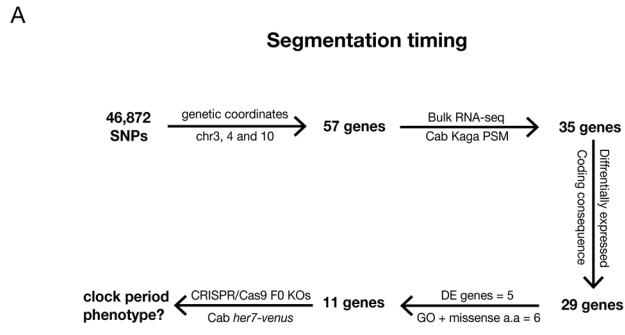 A
Segmentation timing
46,872
SNPs
genetic coordinates
chr3, 4 and 10
57 genes
Bulk RNA-seq
Cab Kaga PSM
35 genes
Diffrentially expressed
Coding consequence
29 genes
DE genes = 5
GO + missense a.a = 6
11 genes
CRISPR/Cas9 F0 KOs
Cab her7-venus
clock period
phenotype?